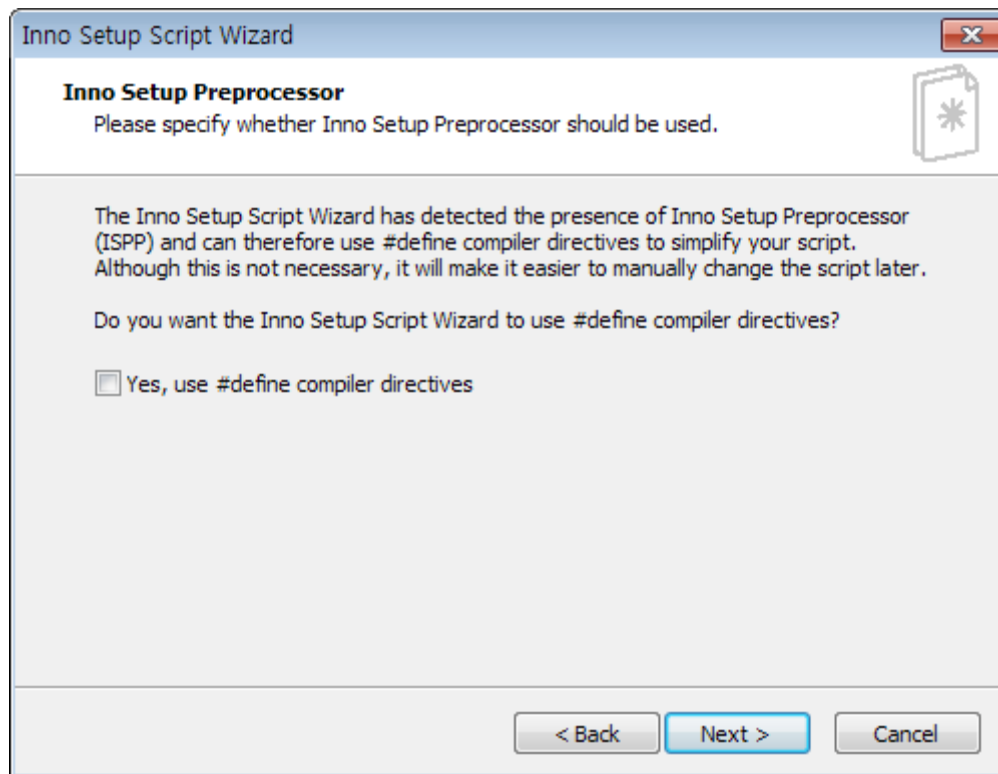 Inno Setup Script Wizard
Inno Setup Preprocessor
Please specify whether Inno Setup Preprocessor should be used.
The Inno Setup Script Wizard has detected the presence of Inno Setup Preprocessor
(ISPP) and can therefore use #define compiler directives to simplify your script.
Although this is not necessary, it will make it easier to manually change the script later.
Do you want the Inno Setup Script Wizard to use #define compiler directives?
Yes, use #define compiler directives
< Back Next > Cancel